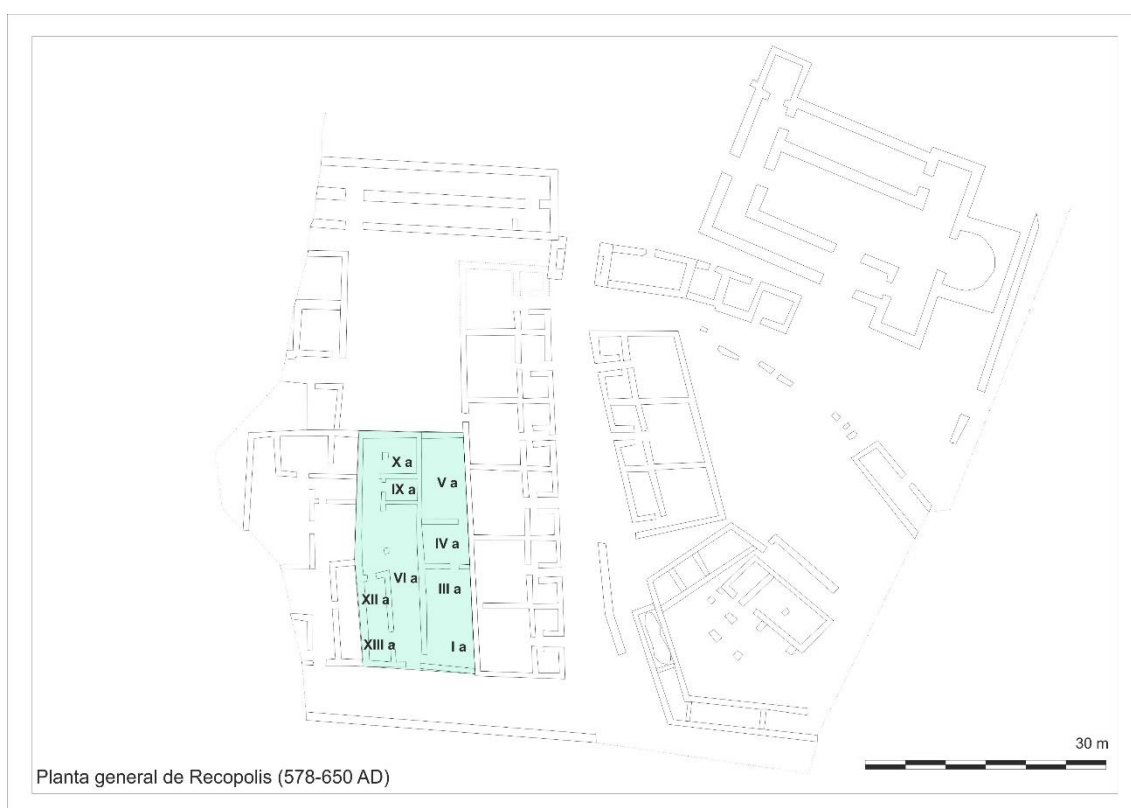 X a
IX a
V a
IV a
VI a
III a
XII a
XIII a
I a
30 m
Planta general de Recopolis (578-650 AD)